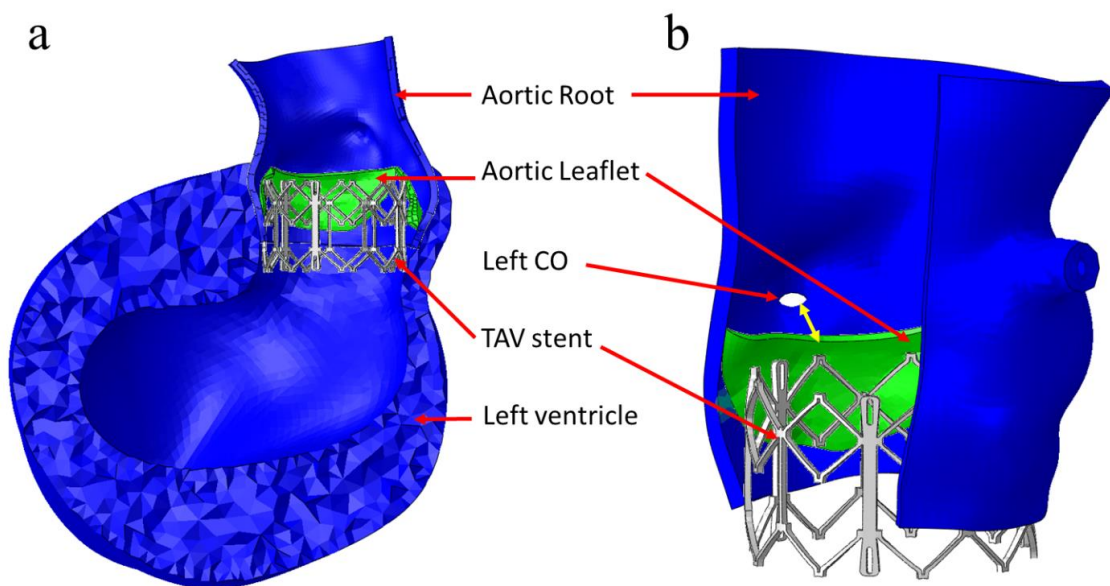 a
b
Aortic Root
Aortic Leaflet
Left CO
TAV stent
Left ventricle